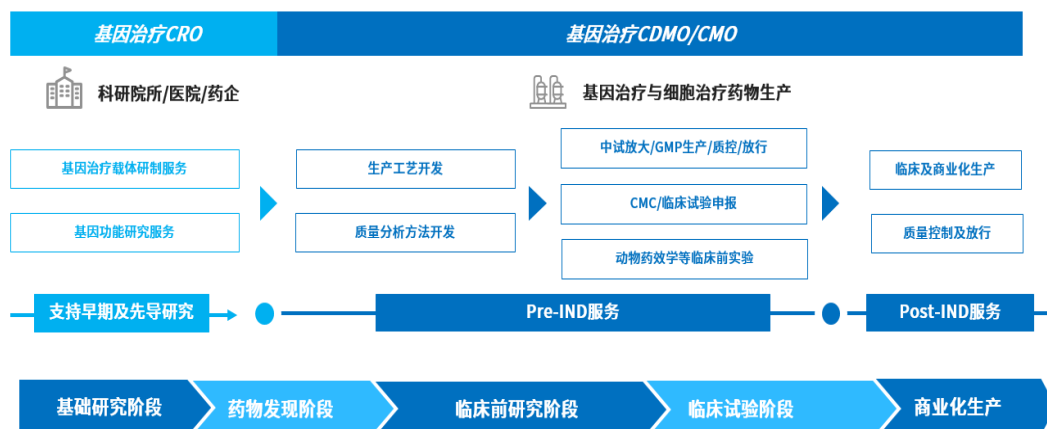 基因治疗CRO
基因治疗CDMO/CMO
科研院所/医院/药企
基因治疗与细胞治疗药物生产
基因治疗载体研制服务
基因功能研究服务
生产工艺开发
质量分析方法开发
中试放大/GMP生产/质控/放行
CMC/临床试验申报
动物药效学等临床前实验
临床及商业化生产
质量控制及放行
支持早期及先导研究
Pre-IND服务
Post-IND服务
基础研究阶段
药物发现阶段
临床前研究阶段
临床试验阶段
商业化生产